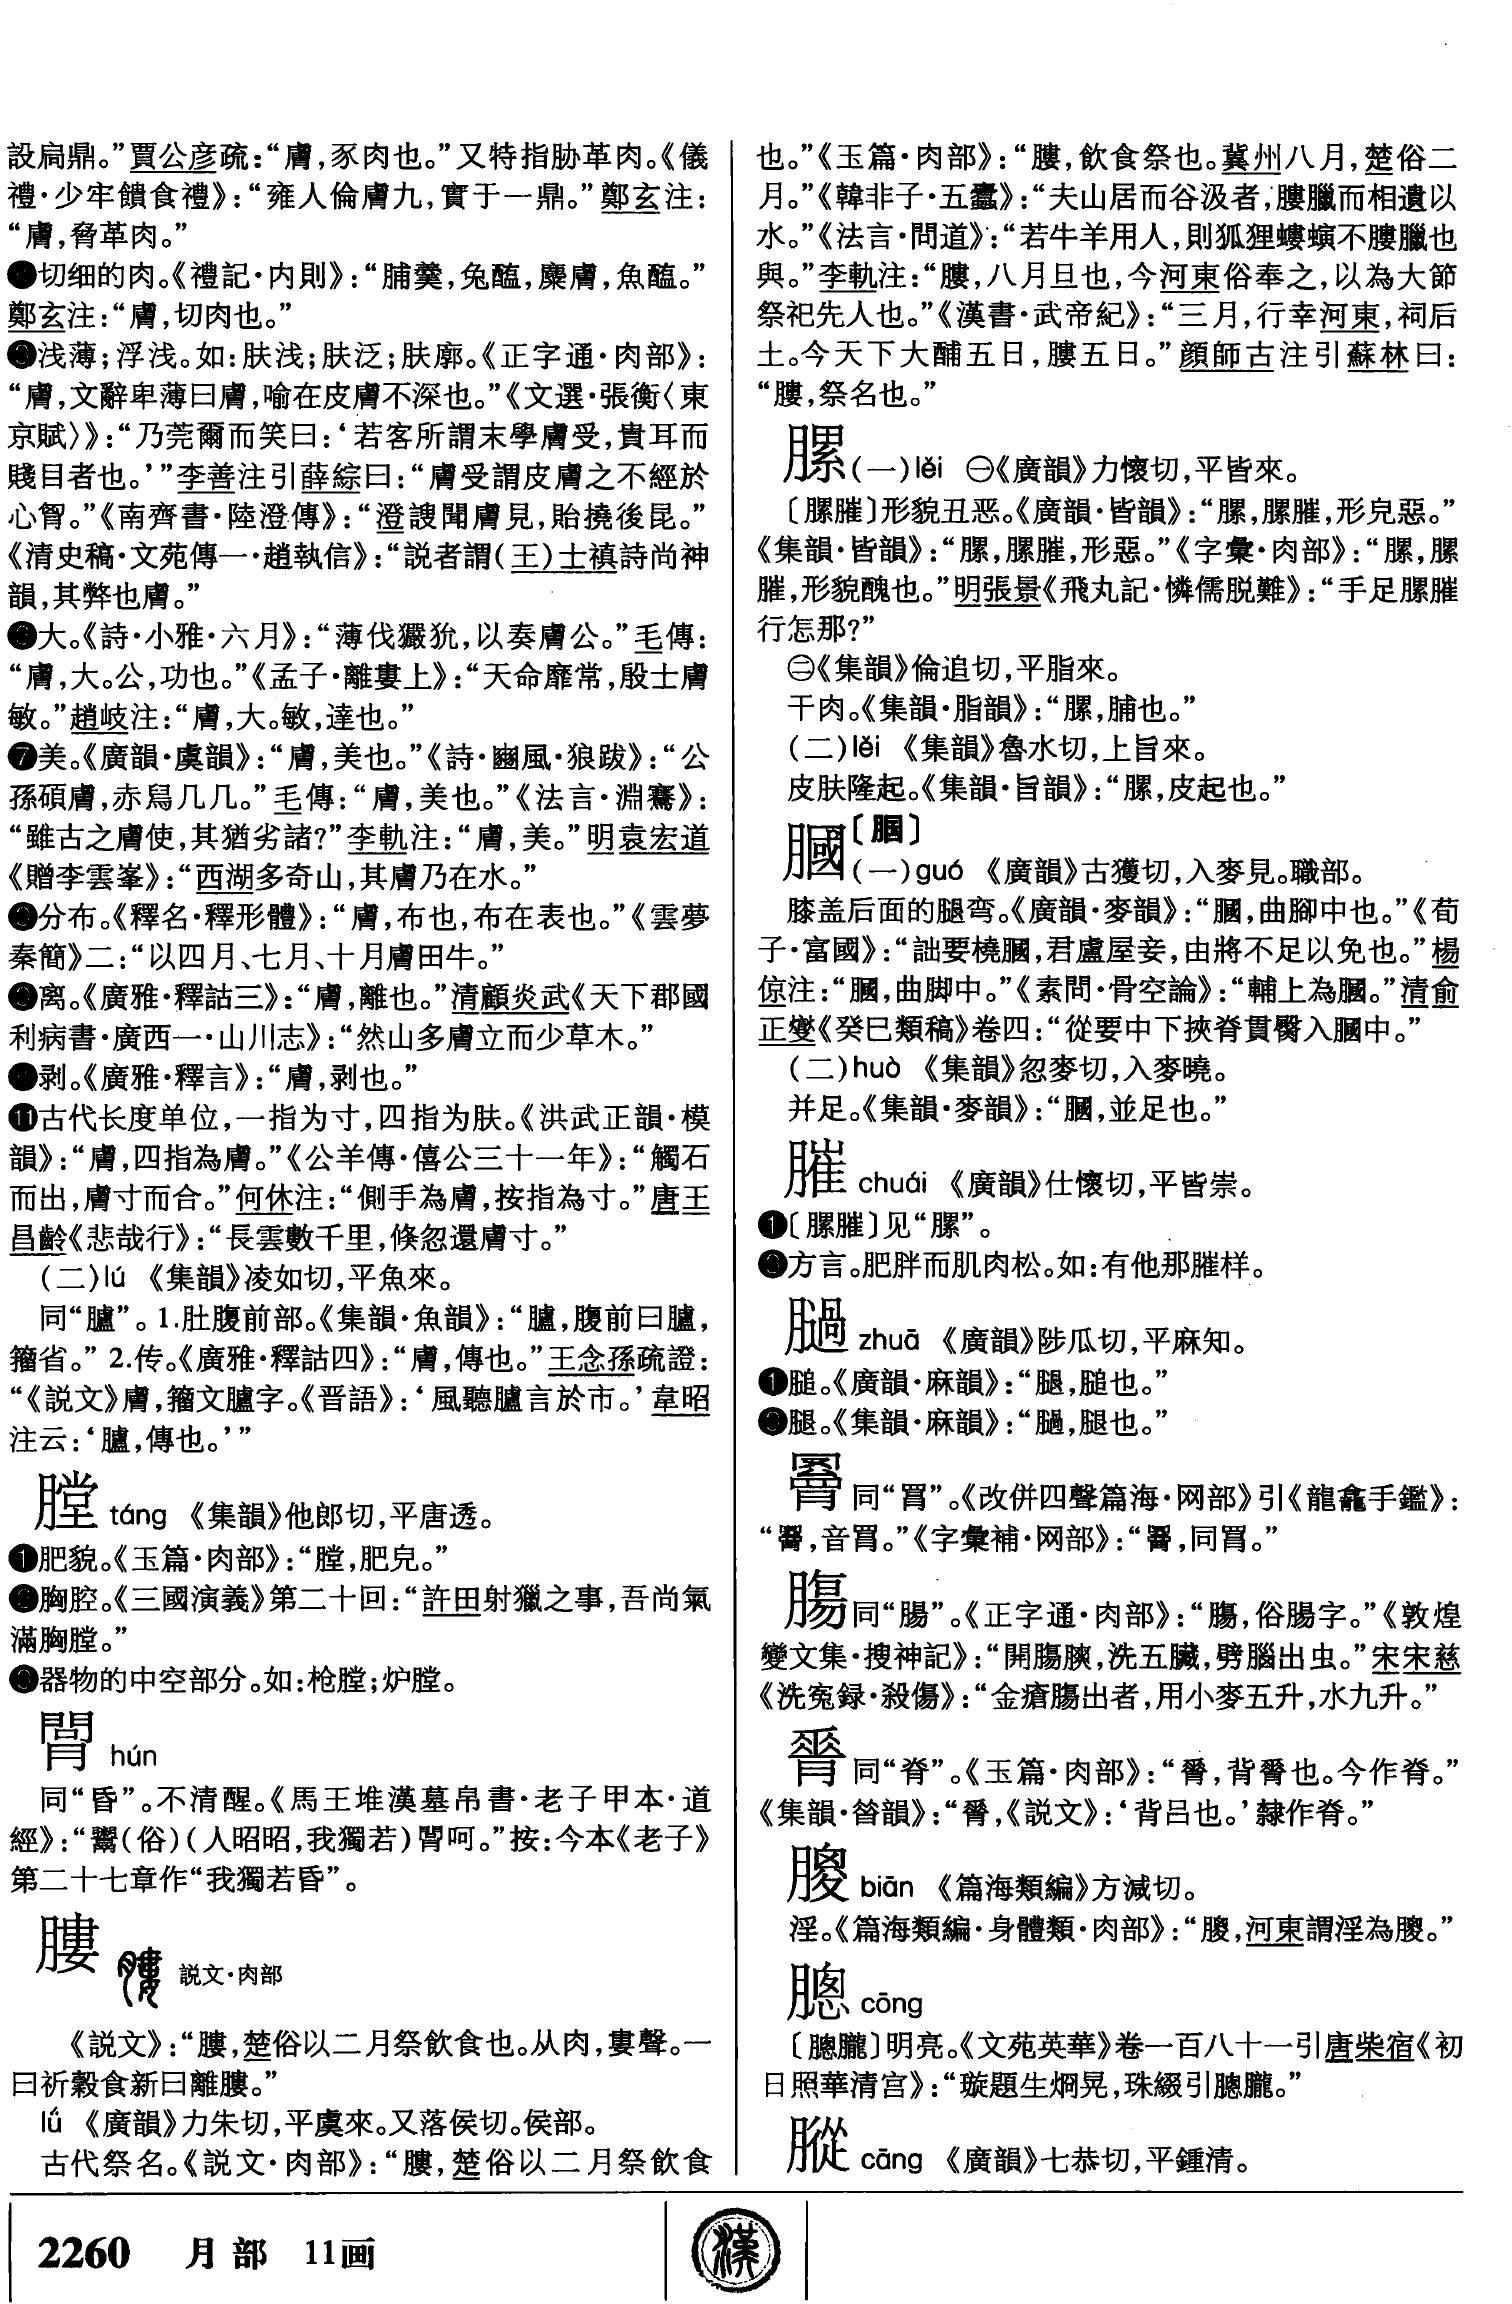 設扃鼎。”賈公彦疏：“膚，豕肉也。”又特指胁革肉。《儀
禮·少牢饋食禮》：“雍人倫膚九，實于一鼎。”鄭玄注：
“膚，脅革肉。”
切细的肉。《禮記·内則》：“脯羹，兔醢，麋膚，魚醢。”
鄭玄注：“膚，切肉也。”
浅薄；浮浅。如：肤浅；肤泛；肤廓。《正字通·肉部》：
“膚，文辭卑薄曰膚，喻在皮膚不深也。”《文選·張衡〈東
京賦〉》：“乃莞爾而笑曰：‘若客所謂末學膚受，貴耳而
賤目者也。’”李善注引薛綜曰：“膚受謂皮膚之不經於
心胷。”《南齊書·陸澄傳》：“澄謏聞膚見，貽撓後昆。”
《清史稿·文苑傳一·趙執信》：“説者謂（王）士禛詩尚神
韻，其弊也膚。”
大。《詩·小雅·六月》：“薄伐玁狁，以奏膚公。”毛傳：
“膚，大。公，功也。”《孟子·離婁上》：“天命靡常，殷士膚
敏。”趙岐注：“膚，大。敏，達也。”
❼美。《廣韻·虞韻》：“膚，美也。”《詩·豳風·狼跋》：“公
孫碩膚，赤舄几几。”毛傳：“膚，美也。”《法言·淵騫》：
“雖古之膚使，其猶劣諸？”李軌注：“膚，美。”明袁宏道
《贈李雲峯》：“西湖多奇山，其膚乃在水。”
分布。《釋名·釋形體》：“膚，布也，布在表也。”《雲夢
秦簡》二：“以四月、七月、十月膚田牛。”
离。《廣雅·釋詁三》：“膚，離也。”清顧炎武《天下郡國
利病書·廣西一·山川志》：“然山多膚立而少草木。”
剥。《廣雅·釋言》：“膚，剥也。”
⓫古代长度单位，一指为寸，四指为肤。《洪武正韻·模
韻》：“膚，四指為膚。”《公羊傳·僖公三十一年》：“觸石
而出，膚寸而合。”何休注：“側手為膚，按指為寸。”唐王
昌齡《悲哉行》：“長雲數千里，倏忽還膚寸。”
（二）lú 《集韻》凌如切，平魚來。
同“臚”。1.肚腹前部。《集韻·魚韻》：“臚，腹前曰臚，
籀省。”2.传。《廣雅·釋詁四》：“膚，傳也。”王念孫疏證：
“《説文》膚，籀文臚字。《晋語》：‘風聽臚言於市。’韋昭
注云：‘臚，傳也。’”
膛 táng 《集韻》他郎切，平唐透。
❶肥貌。《玉篇·肉部》：“膛，肥皃。”
胸腔。《三國演義》第二十回：“許田射獵之事，吾尚氣
滿胸膛。”
器物的中空部分。如：枪膛；炉膛。
䦬 hún
同“昏”。不清醒。《馬王堆漢墓帛書·老子甲本·道
經》：“鬻（俗）（人昭昭，我獨若）䦬呵。”按：今本《老子》
第二十七章作“我獨若昏”。
膢 説文·肉部
《説文》：“膢，楚俗以二月祭飲食也。从肉，婁聲。一
曰祈穀食新曰離膢。”
lǘ 《廣韻》力朱切，平虞來。又落侯切。侯部。
古代祭名。《説文·肉部》：“膢，楚俗以二月祭飲食
也。”《玉篇·肉部》：“膢，飲食祭也。冀州八月，楚俗二
月。”《韓非子·五蠹》：“夫山居而谷汲者，膢臘而相遺以
水。”《法言·問道》：“若牛羊用人，則狐狸螻螾不膢臘也
與。”李軌注：“膢，八月旦也，今河東俗奉之，以為大節
祭祀先人也。”《漢書·武帝紀》：“三月，行幸河東，祠后
土。今天下大酺五日，膢五日。”顔師古注引蘇林曰：
“膢，祭名也。”
膭（一）lěi ㊀《廣韻》力懷切，平皆來。
〔腂膗〕形貌丑恶。《廣韻·皆韻》：“膭，膭膗，形皃惡。”
《集韻·皆韻》：“膭，膭膗，形惡。”《字彙·肉部》：“膭，膭
膗，形貌醜也。”明張景《飛丸記·憐儒脱難》：“手足膭膗
行怎那？”
㊁《集韻》倫追切，平脂來。
干肉。《集韻·脂韻》：“膭，脯也。”
（二）lěi 《集韻》魯水切，上旨來。
皮肤隆起。《集韻·旨韻》：“膭，皮起也。”
膕〔腘〕
（一）guó 《廣韻》古獲切，入麥見。職部。
膝盖后面的腿弯。《廣韻·麥韻》：“膕，曲腳中也。”《荀
子·富國》：“詘要橈膕，君盧屋妾，由將不足以免也。”楊
倞注：“膕，曲脚中。”《素問·骨空論》：“輔上為膕。”清俞
正燮《癸巳類稿》卷四：“從要中下挾脊貫臀入膕中。”
（二）huò 《集韻》忽麥切，入麥曉。
并足。《集韻·麥韻》：“膕，並足也。”
膗 chuái 《廣韻》仕懷切，平皆崇。
❶〔膭膗〕见“膭”。
方言。肥胖而肌肉松。如：看他那膗样。
膼 zhuā 《廣韻》陟瓜切，平麻知。
❶膇。《廣韻·麻韻》：“膼，膇也。”
腿。《集韻·麻韻》：“膼，腿也。”
同“罥”。《改併四聲篇海·网部》引《龍龕手鑑》：
“，音罥。”《字彙補·网部》：“，同罥。”
膓同“腸”。《正字通·肉部》：“膓，俗腸字。”《敦煌
變文集·搜神記》：“開膓腴，洗五臟，劈腦出虫。”宋宋慈
《洗寃録·殺傷》：“金瘡膓出者，用小麥五升，水九升。”
同“脊”。《玉篇·肉部》：“，背也。今作脊。”
《集韻·昝韻》：“，《説文》：‘背吕也。’隸作脊。”
biān 《篇海類編》方減切。
淫。《篇海類編·身體類·肉部》：“，河東謂淫為。”
cōng
〔朧〕明亮。《文苑英華》卷一百八十一引唐柴宿《初
日照華清宫》：“璇題生炯晃，珠綴引朧。”
cāng 《廣韻》七恭切，平鍾清。
2260 月部 11画
漢